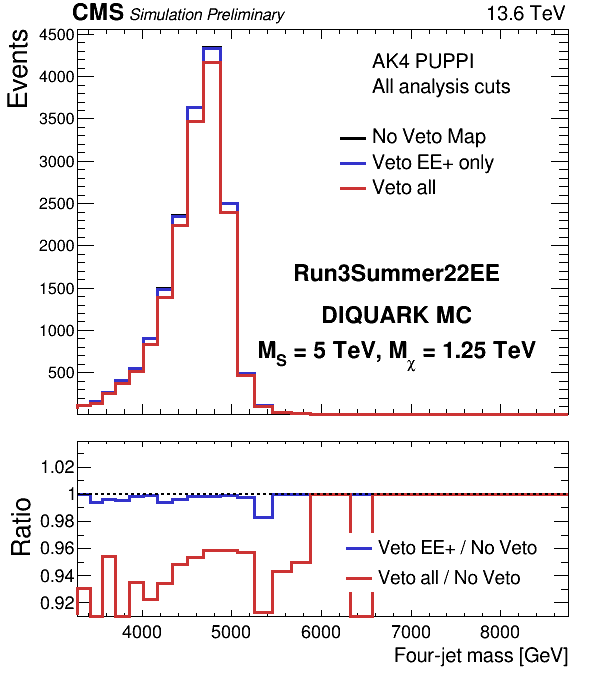 CMS Simulation Preliminary 13.6 TeV
Events
4500
4000
3500
3000
2500
2000
1500
1000
500
AK4 PUPPI
All analysis cuts
No Veto Map
Veto EE+ only
Veto all
Run3Summer22EE
DIQUARK MC
M_S = 5 TeV, M_χ = 1.25 TeV
Ratio
1.02
1
0.98
0.96
0.94
0.92
Veto EE+ / No Veto
Veto all / No Veto
4000 5000 6000 7000 8000
Four-jet mass [GeV]